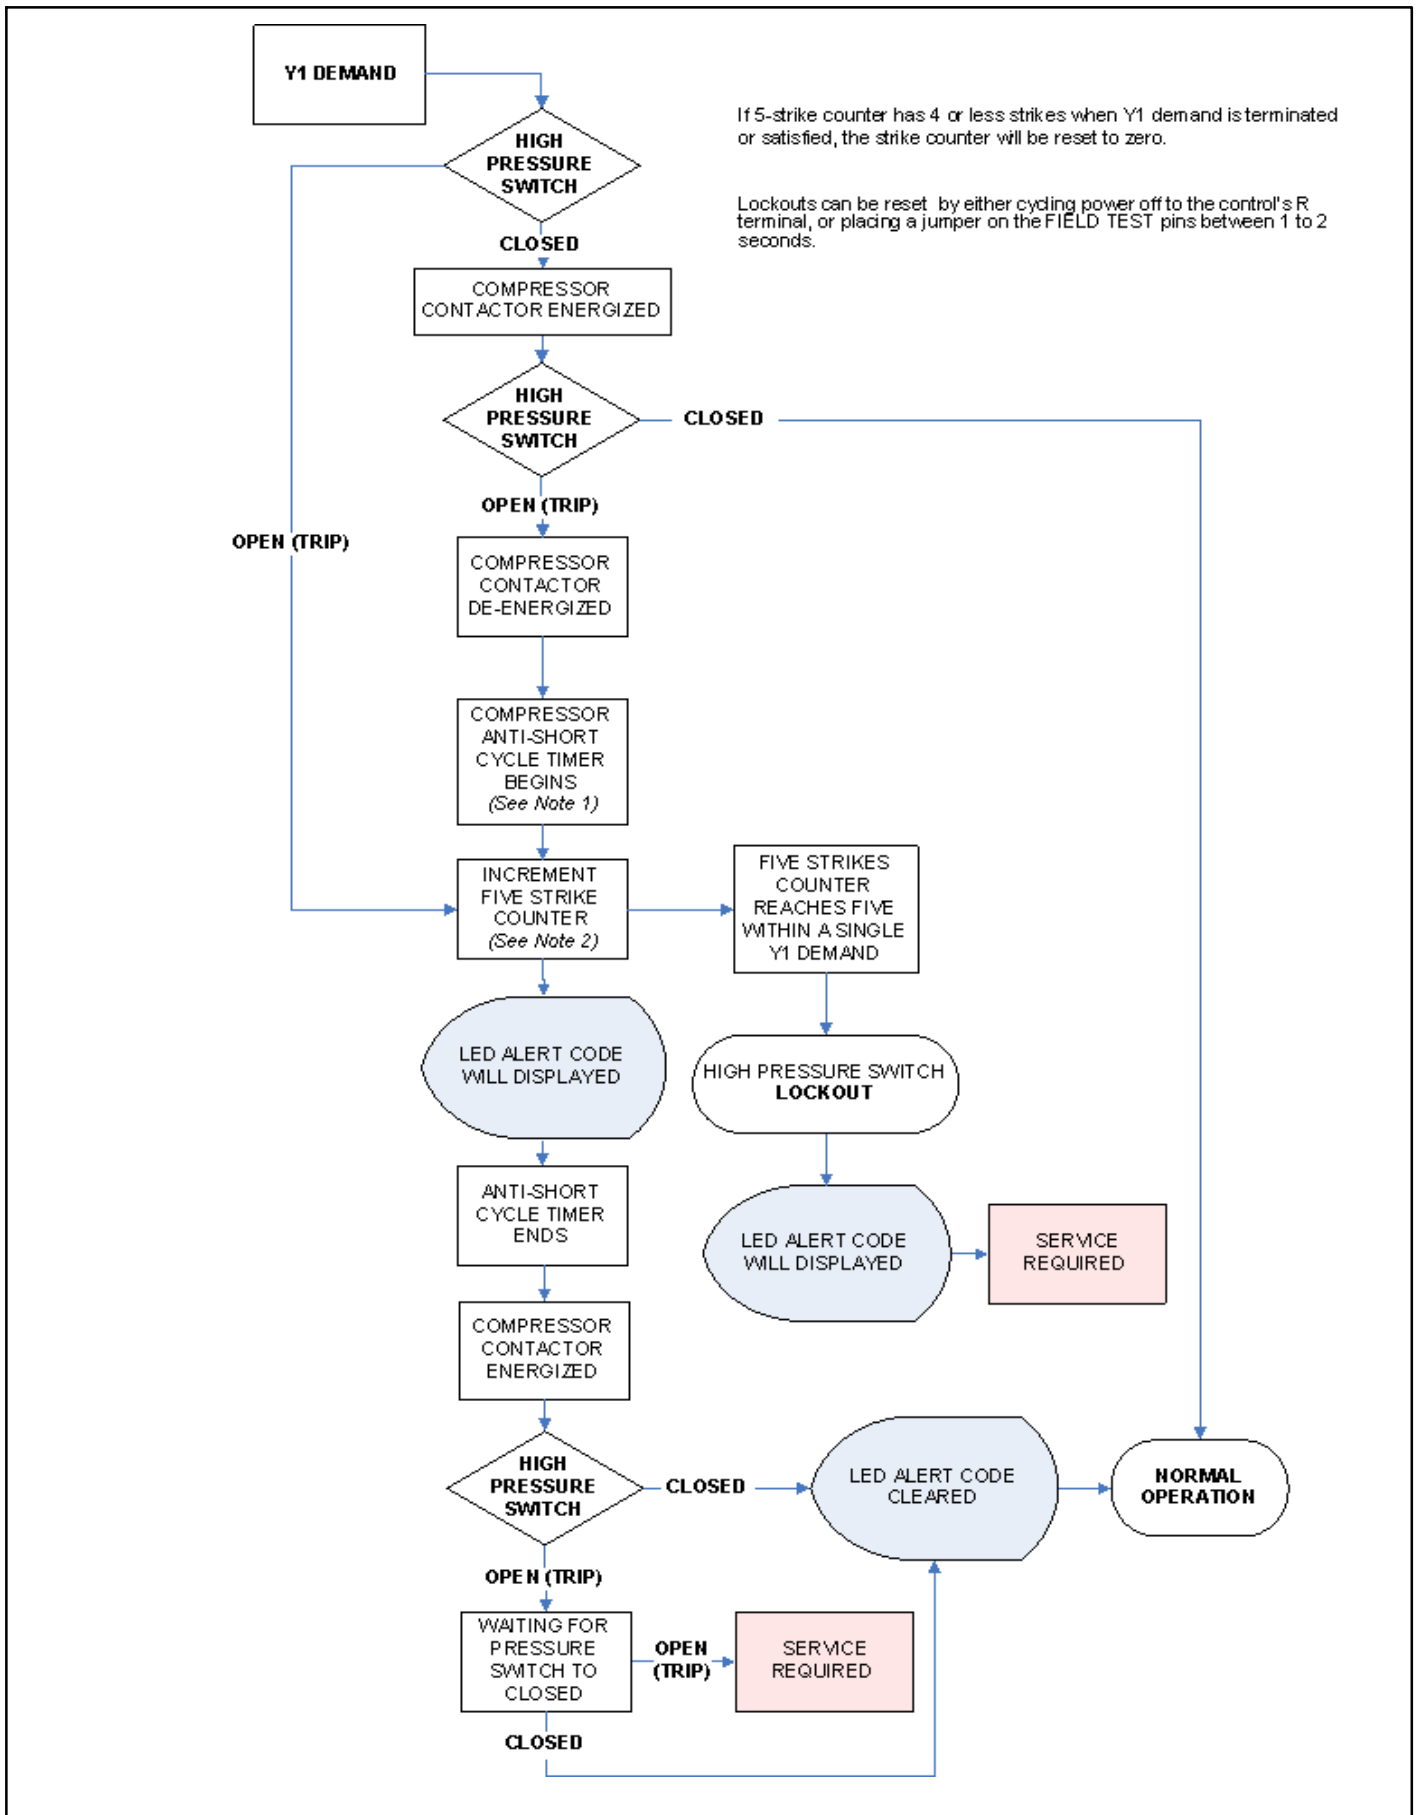 Y1 DEMAND
If 5-strike counter has 4 or less strikes when Y1 demand is terminated
or satisfied, the strike counter will be reset to zero.
HIGH
PRESSURE
SWITCH
Lockouts can be reset by either cycling power off to the control's R
terminal, or placing a jumper on the FIELD TEST pins between 1 to 2
seconds.
CLOSED
COMPRESSOR
CONTACTOR ENERGIZED
HIGH
PRESSURE
SWITCH
CLOSED
OPEN (TRIP)
OPEN (TRIP)
COMPRESSOR
CONTACTOR
DE-ENERGIZED
COMPRESSOR
ANTI-SHORT
CYCLE TIMER
BEGINS
(See Note 1)
INCREMENT
FIVE STRIKE
COUNTER
(See Note 2)
FIVE STRIKES
COUNTER
REACHES FIVE
WITHIN A SINGLE
Y1 DEMAND
LED ALERT CODE
WILL DISPLAYED
HIGH PRESSURE SWITCH
LOCKOUT
ANTI-SHORT
CYCLE TIMER
ENDS
LED ALERT CODE
WILL DISPLAYED
SERVICE
REQUIRED
COMPRESSOR
CONTACTOR
ENERGIZED
HIGH
PRESSURE
SWITCH
CLOSED
LED ALERT CODE
CLEARED
NORMAL
OPERATION
OPEN (TRIP)
WAITING FOR
PRESSURE
SWITCH TO
CLOSED
OPEN
(TRIP)
SERVICE
REQUIRED
CLOSED